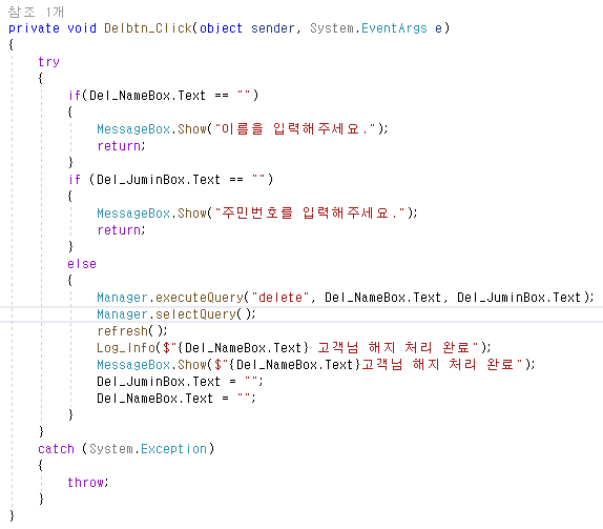 참조 1개
private void Delbtn_Click(object sender, System.EventArgs e)
{
try
{
if(Del_NameBox.Text == "")
{
MessageBox.Show("이름을 입력해주세요.");
return;
}
if (Del_JuminBox.Text == "")
{
MessageBox.Show("주민번호를 입력해주세요.");
return;
}
else
{
Manager.executeQuery("delete", Del_NameBox.Text, Del_JuminBox.Text);
Manager.selectQuery();
refresh();
Log_Info($"{Del_NameBox.Text} 고객님 해지 처리 완료");
MessageBox.Show($"{Del_NameBox.Text}고객님 해지 처리 완료");
Del_JuminBox.Text = "";
Del_NameBox.Text = "";
}
}
catch (System.Exception)
{
throw;
}
}